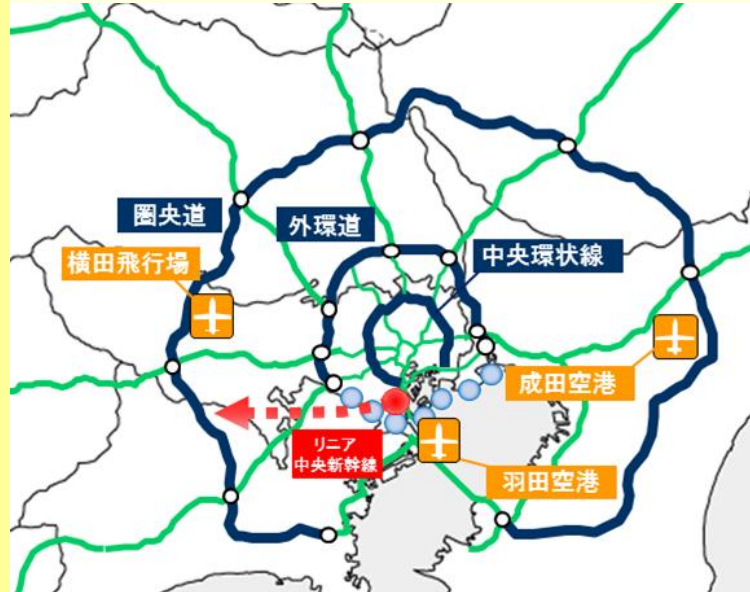 圏央道
外環道
中央環状線
横田飛行場
成田空港
リニア
中央新幹線
羽田空港